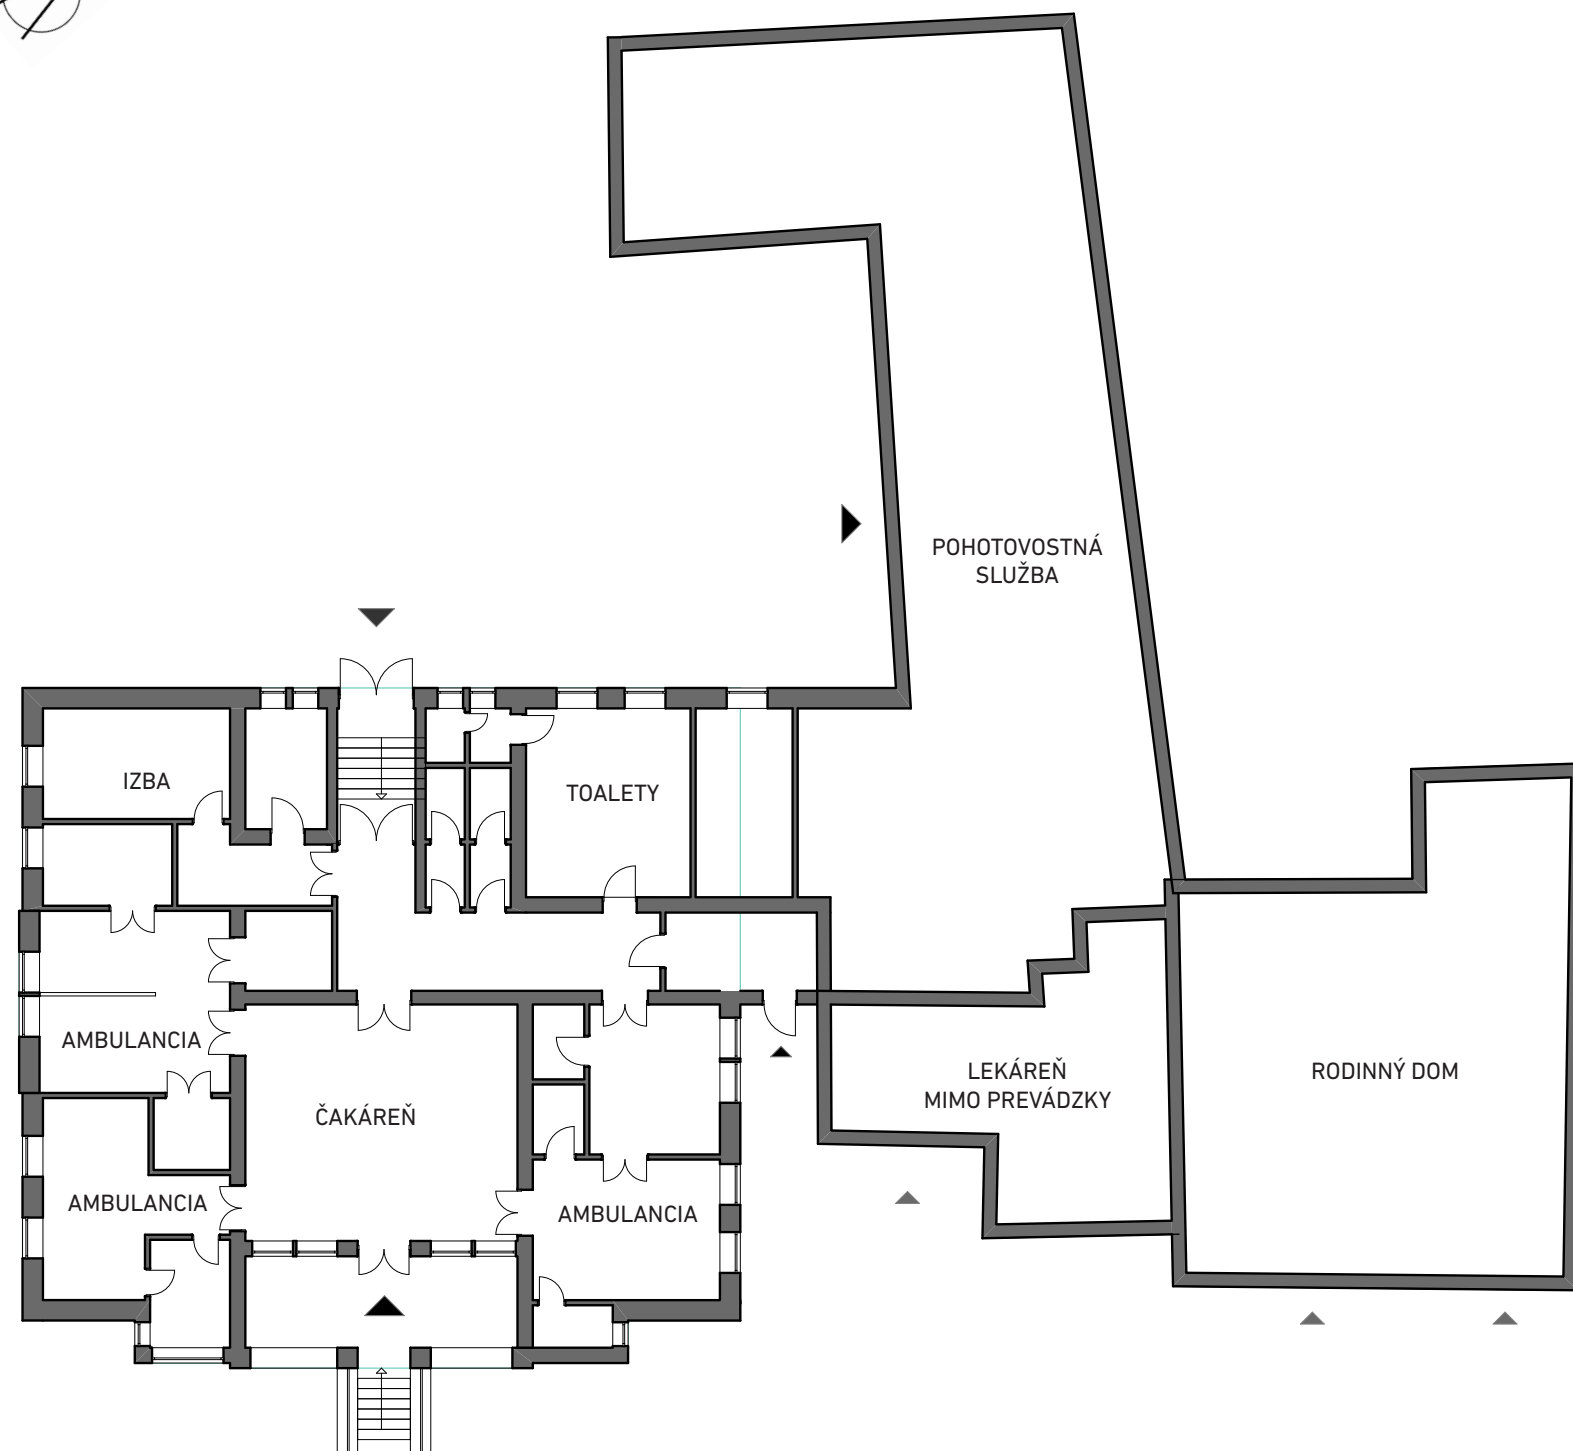 POHOTOVOSTNÁ
SLUŽBA
IZBA
TOALETY
AMBULANCIA
LEKÁREŇ
MIMO PREVÁDZKY
RODINNÝ DOM
ČAKÁREŇ
AMBULANCIA
AMBULANCIA